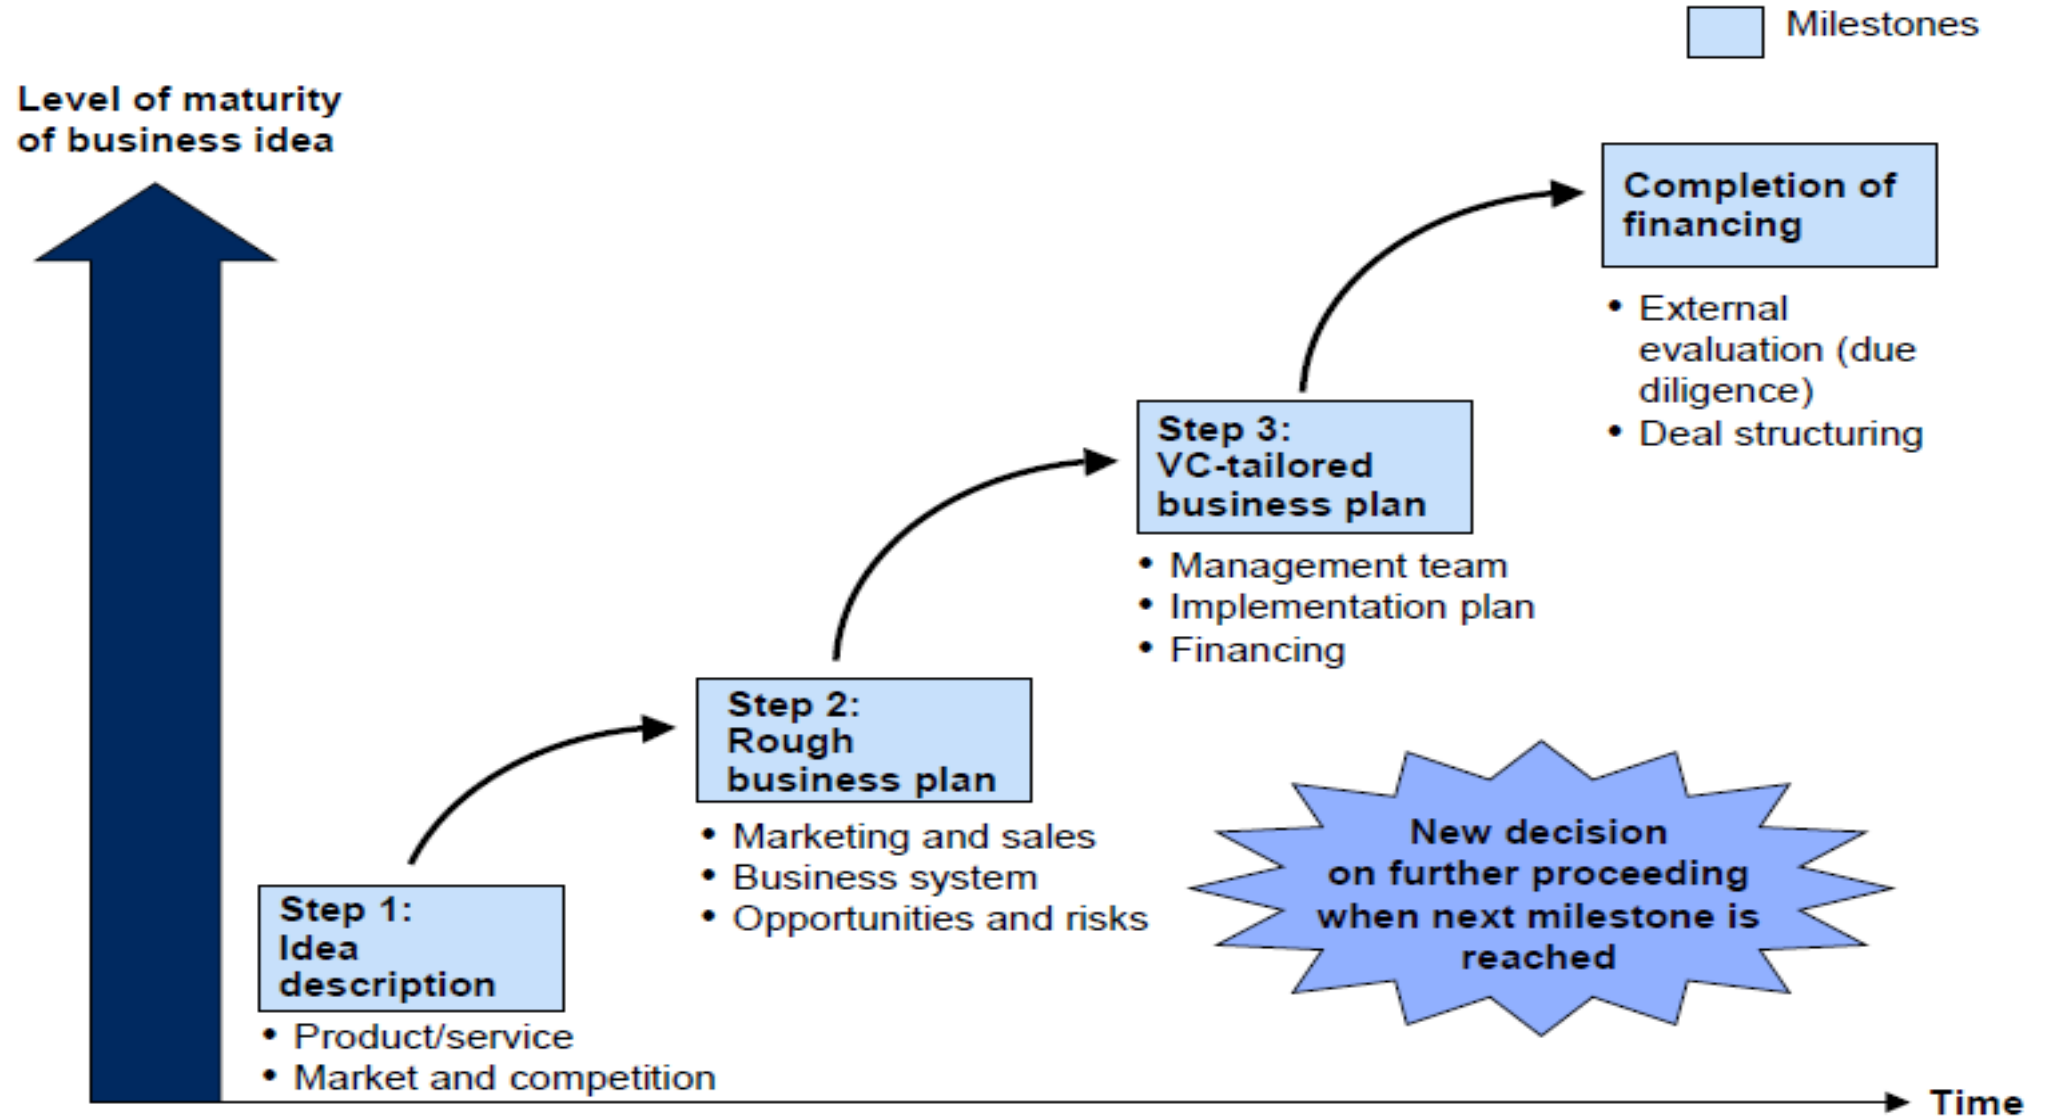 Milestones
Level of maturity
of business idea
Completion of
financing
• External
evaluation (due
diligence)
• Deal structuring
Step 3:
VC-tailored
business plan
• Management team
• Implementation plan
• Financing
Step 2:
Rough
business plan
• Marketing and sales
• Business system
• Opportunities and risks
New decision
on further proceeding
when next milestone is
reached
Step 1:
Idea
description
• Product/service
• Market and competition
Time